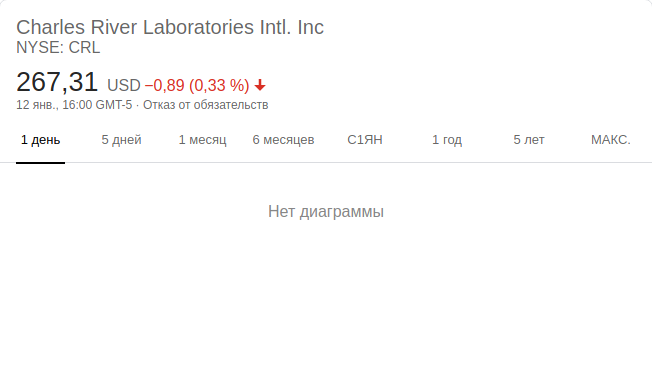 Charles River Laboratories Intl. Inc
NYSE: CRL
267,31 USD −0,89 (0,33 %)
12 янв., 16:00 GMT-5 · Отказ от обязательств
1 день 5 дней 1 месяц 6 месяцев С1ЯН 1 год 5 лет МАКС.
Нет диаграммы